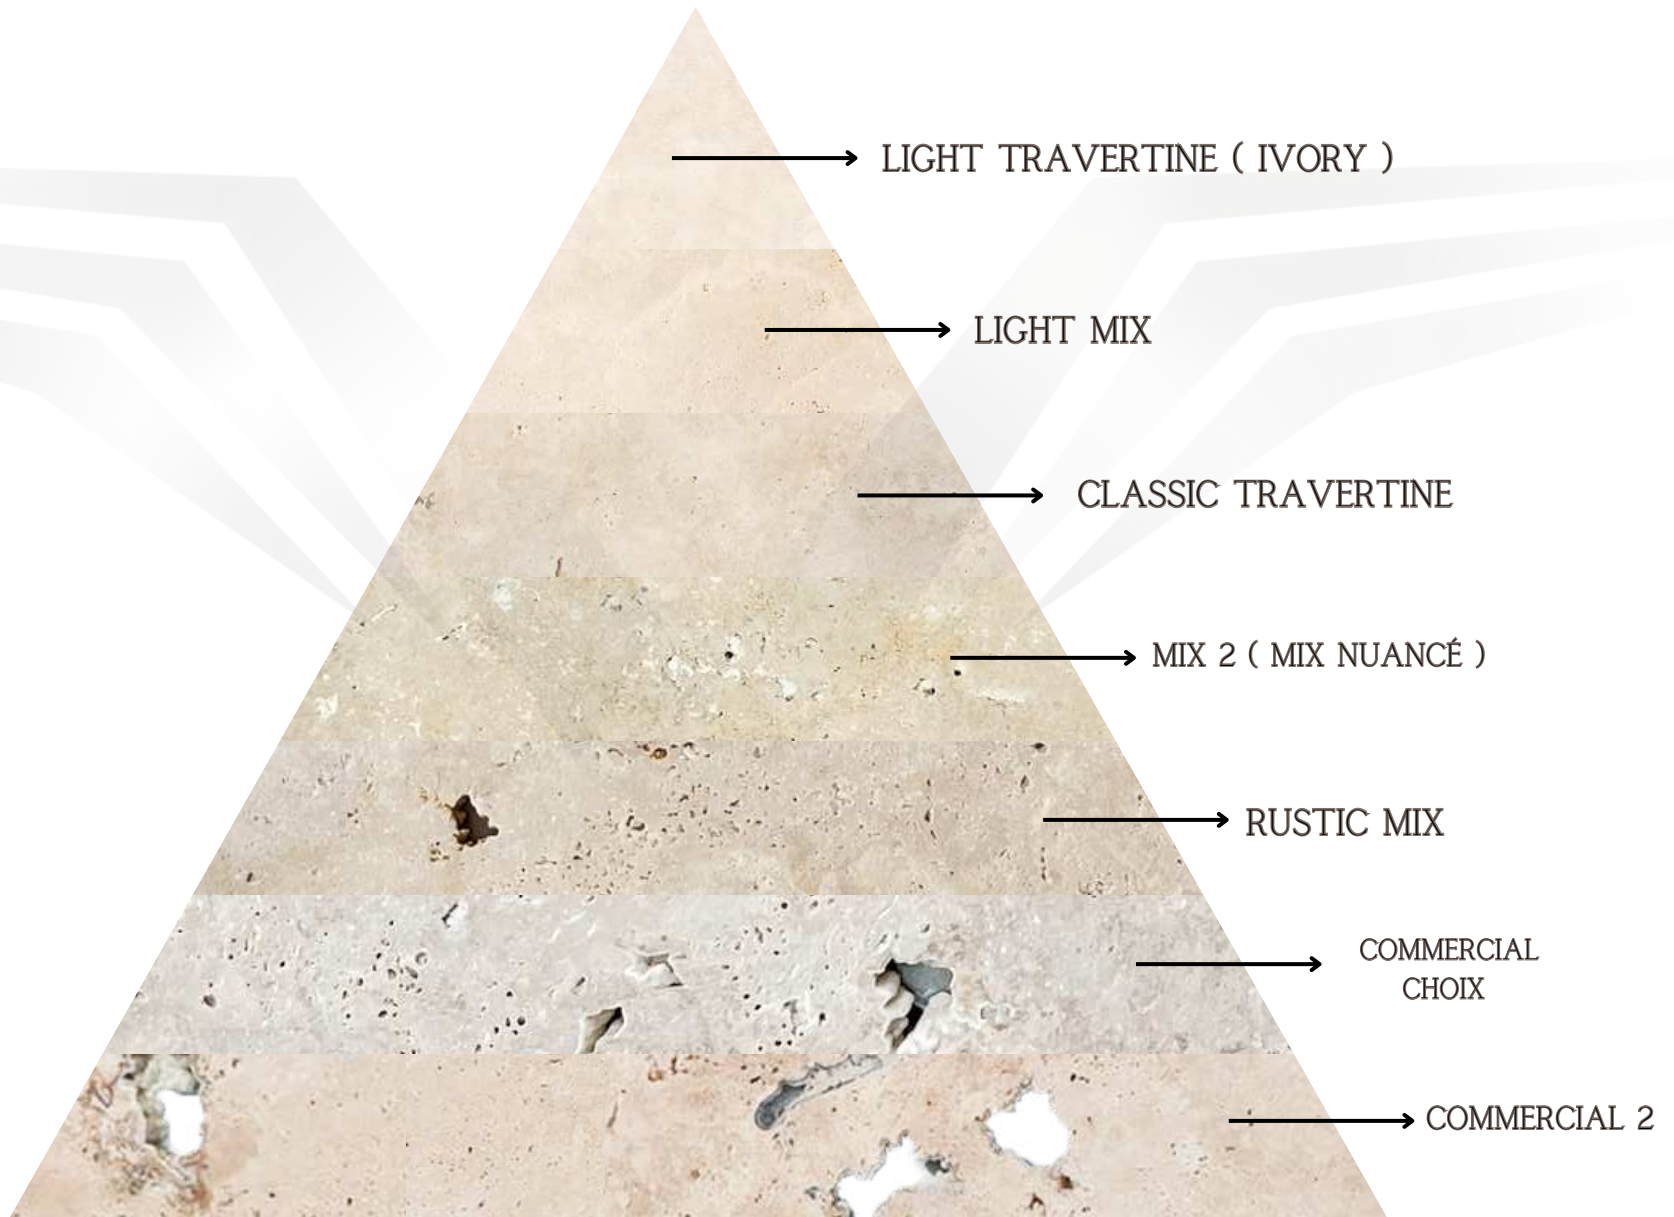 LIGHT TRAVERTINE ( IVORY )
LIGHT MIX
CLASSIC TRAVERTINE
MIX 2 ( MIX NUANCÉ )
RUSTIC MIX
COMMERCIAL
CHOIX
COMMERCIAL 2